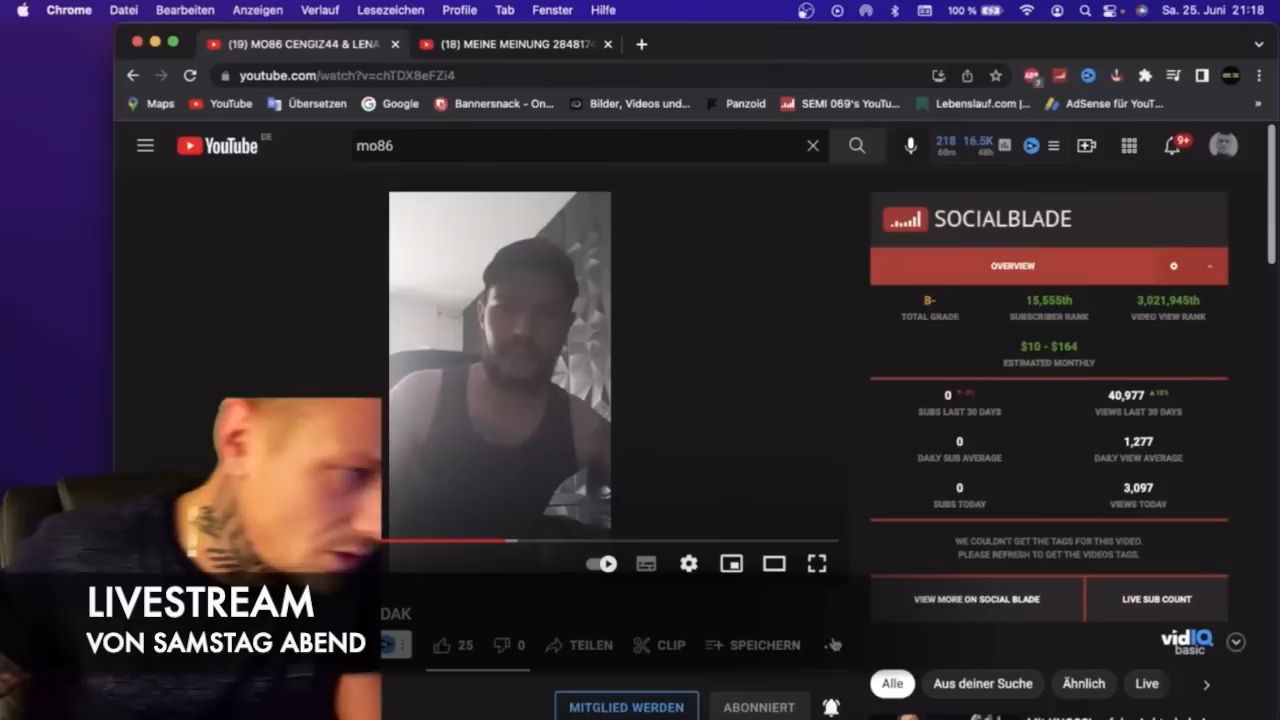 Chrome Datei Bearbeiten Anzeigen Verlauf Lesezeichen Profile Tab Fenster Hilfe 100 % Sa. 25. Juni 21:18
(19) MO86 CENGIZ44 & LENA (18) MEINE MEINUNG 284817
youtube.com/watch?v=chTDX8eFZi4
Maps YouTube Übersetzen Google Bannersnack - On... Bilder, Videos und... Panzoid SEMI 069's YouTu... Lebenslauf.com |... AdSense für YouT... »
YouTube DE mo86 218 60m 16.5K 48h 9+
SOCIALBLADE
OVERVIEW
B- 15,555th 3,021,945th
TOTAL GRADE SUBSCRIBER RANK VIDEO VIEW RANK
$10 - $164
ESTIMATED MONTHLY
0 40,977
SUBS LAST 30 DAYS VIEWS LAST 30 DAYS
0 1,277
DAILY SUB AVERAGE DAILY VIEW AVERAGE
0 3,097
SUBS TODAY VIEWS TODAY
WE COULDN'T GET THE TAGS FOR THIS VIDEO.
PLEASE REFRESH TO GET THE VIDEOS TAGS.
VIEW MORE ON SOCIAL BLADE LIVE SUB COUNT
LIVESTREAM
VON SAMSTAG ABEND
DAK
25 0 TEILEN CLIP SPEICHERN
vidIQ
basic
Alle Aus deiner Suche Ähnlich Live
MITGLIED WERDEN ABONNIERT